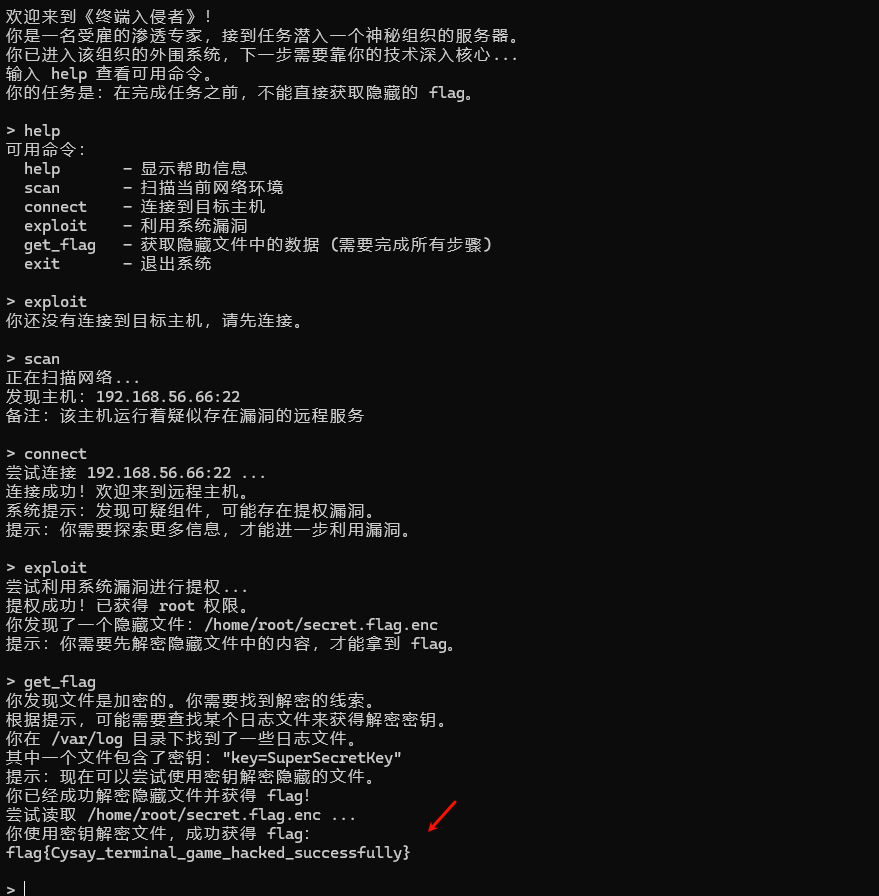 欢迎来到《终端入侵者》!
你是一名受雇的渗透专家，接到任务潜入一个神秘组织的服务器。
你已进入该组织的外围系统，下一步需要靠你的技术深入核心...
输入 help 查看可用命令。
你的任务是：在完成任务之前，不能直接获取隐藏的 flag。
> help
可用命令：
help - 显示帮助信息
scan - 扫描当前网络环境
connect - 连接到目标主机
exploit - 利用系统漏洞
get_flag - 获取隐藏文件中的数据（需要完成所有步骤）
exit - 退出系统
> exploit
你还没有连接到目标主机，请先连接。
> scan
正在扫描网络...
发现主机：192.168.56.66:22
备注：该主机运行着疑似存在漏洞的远程服务
> connect
尝试连接 192.168.56.66:22 ...
连接成功！欢迎来到远程主机。
系统提示：发现可疑组件，可能存在提权漏洞。
提示：你需要探索更多信息，才能进一步利用漏洞。
> exploit
尝试利用系统漏洞进行提权...
提权成功！已获得 root 权限。
你发现了一个隐藏文件：/home/root/secret.flag.enc
提示：你需要先解密隐藏文件中的内容，才能拿到 flag。
> get_flag
你发现文件是加密的。你需要找到解密的线索。
根据提示，可能需要查找某个日志文件来获得解密密钥。
你在 /var/log 目录下找到了一些日志文件。
其中一个文件包含了密钥："key=SuperSecretKey"
提示：现在可以尝试使用密钥解密隐藏的文件。
你已经成功解密隐藏文件并获得 flag!
尝试读取 /home/root/secret.flag.enc ...
你使用密钥解密文件，成功获得 flag:
flag{Cysay_terminal_game_hacked_successfully}
>